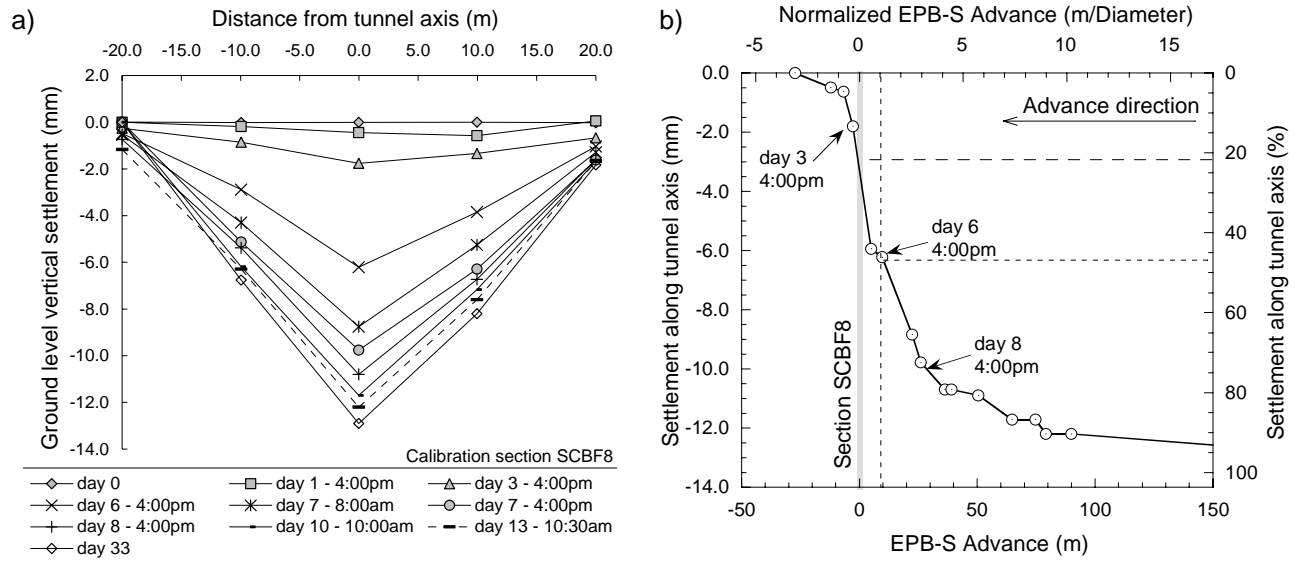 a)
Distance from tunnel axis (m)
-20.0 -15.0 -10.0 -5.0 0.0 5.0 10.0 15.0 20.0
Ground level vertical settlement (mm)
2.0
0.0
-2.0
-4.0
-6.0
-8.0
-10.0
-12.0
-14.0
Calibration section SCBF8
day 0 day 1 - 4:00pm day 3 - 4:00pm
day 6 - 4:00pm day 7 - 8:00am day 7 - 4:00pm
day 8 - 4:00pm day 10 - 10:00am day 13 - 10:30am
day 33
b)
Normalized EPB-S Advance (m/Diameter)
-5 0 5 10 15
Settlement along tunnel axis (mm)
0.0
-2.0
-4.0
-6.0
-8.0
-10.0
-12.0
-14.0
Advance direction
day 3
4:00pm
day 6
4:00pm
day 8
4:00pm
Section SCBF8
0
20
40
60
80
100
Settlement along tunnel axis (%)
-50 0 50 100 150
EPB-S Advance (m)